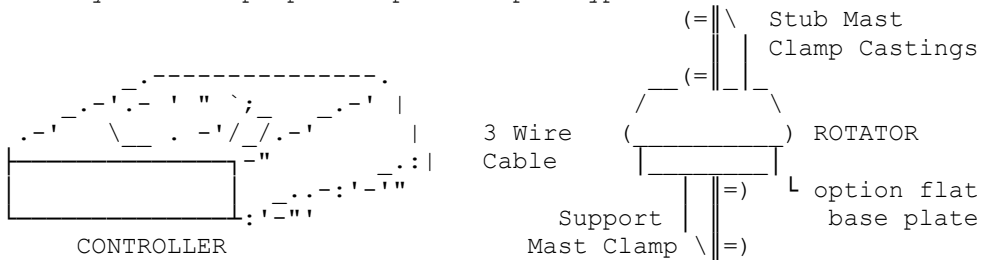 Stub Mast
Clamp Castings
3 Wire
Cable
ROTATOR
option flat
base plate
Support
Mast Clamp
CONTROLLER